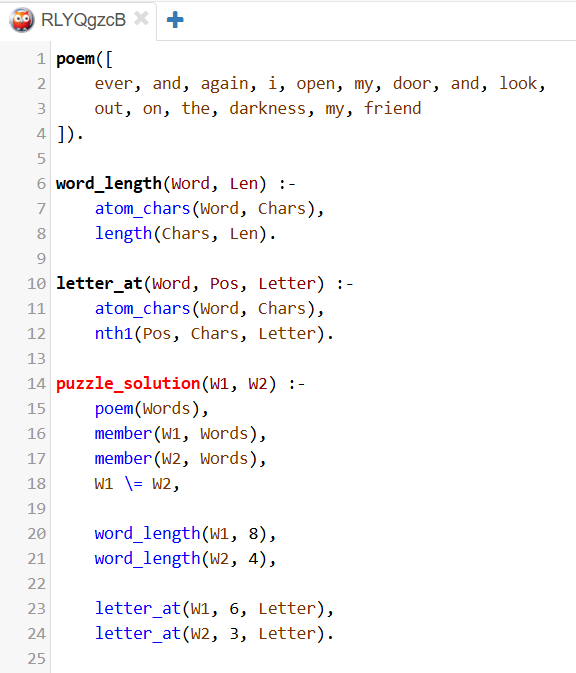 RLYQgzcB
1 poem([
2 ever, and, again, i, open, my, door, and, look,
3 out, on, the, darkness, my, friend
4 ]).
5
6 word_length(Word, Len) :-
7 atom_chars(Word, Chars),
8 length(Chars, Len).
9
10 letter_at(Word, Pos, Letter) :-
11 atom_chars(Word, Chars),
12 nth1(Pos, Chars, Letter).
13
14 puzzle_solution(W1, W2) :-
15 poem(Words),
16 member(W1, Words),
17 member(W2, Words),
18 W1 \= W2,
19
20 word_length(W1, 8),
21 word_length(W2, 4),
22
23 letter_at(W1, 6, Letter),
24 letter_at(W2, 3, Letter).
25